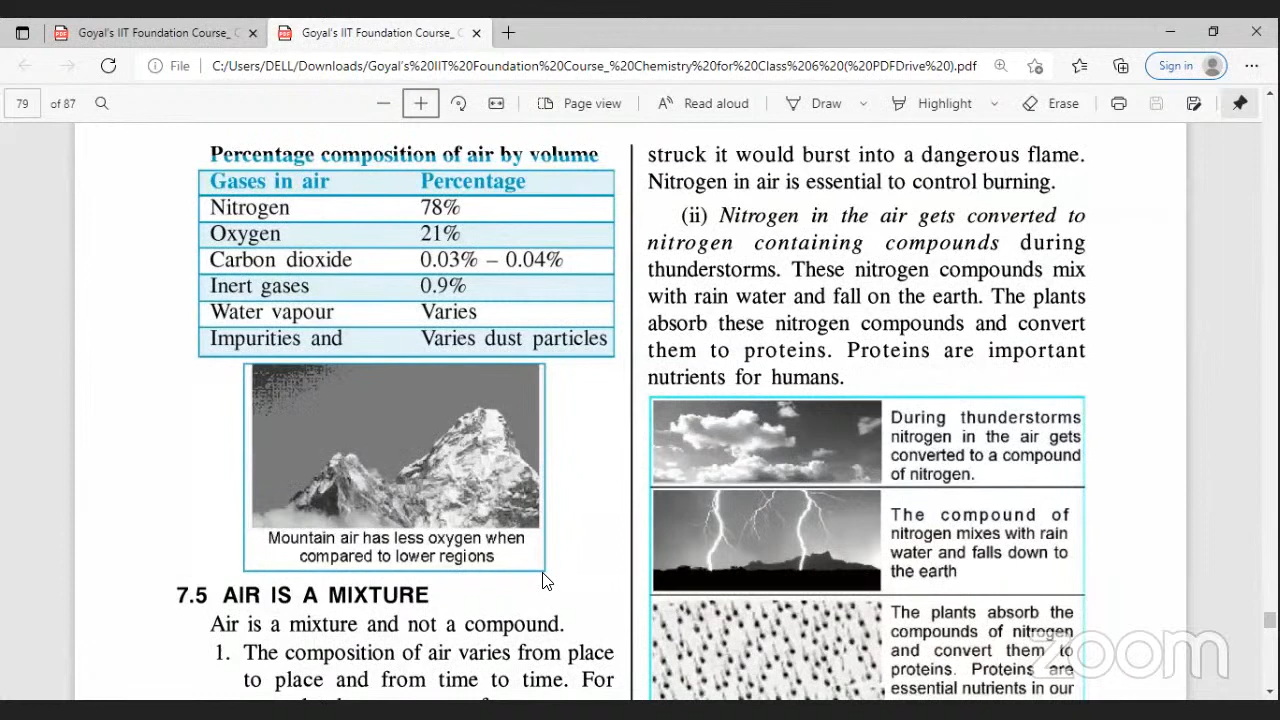 Goyal's IIT Foundation Course_ C
Goyal's IIT Foundation Course_ C
File
C:/Users/DELL/Downloads/Goyal's%20IIT%20Foundation%20Course_%20Chemistry%20for%20Class%206%20(%20PDFDrive%20).pdf
Sign in
79 of 87
Page view
Read aloud
Draw
Highlight
Erase
Percentage composition of air by volume
Gases in air Percentage
Nitrogen 78%
Oxygen 21%
Carbon dioxide 0.03% – 0.04%
Inert gases 0.9%
Water vapour Varies
Impurities and Varies dust particles
Mountain air has less oxygen when
compared to lower regions
7.5 AIR IS A MIXTURE
Air is a mixture and not a compound.
1. The composition of air varies from place
to place and from time to time. For
struck it would burst into a dangerous flame.
Nitrogen in air is essential to control burning.
(ii) Nitrogen in the air gets converted to
nitrogen containing compounds during
thunderstorms. These nitrogen compounds mix
with rain water and fall on the earth. The plants
absorb these nitrogen compounds and convert
them to proteins. Proteins are important
nutrients for humans.
During thunderstorms
nitrogen in the air gets
converted to a compound
of nitrogen.
The compound of
nitrogen mixes with rain
water and falls down to
the earth
The plants absorb the
compounds of nitrogen
and convert them to
proteins. Proteins are
essential nutrients in our
zoom